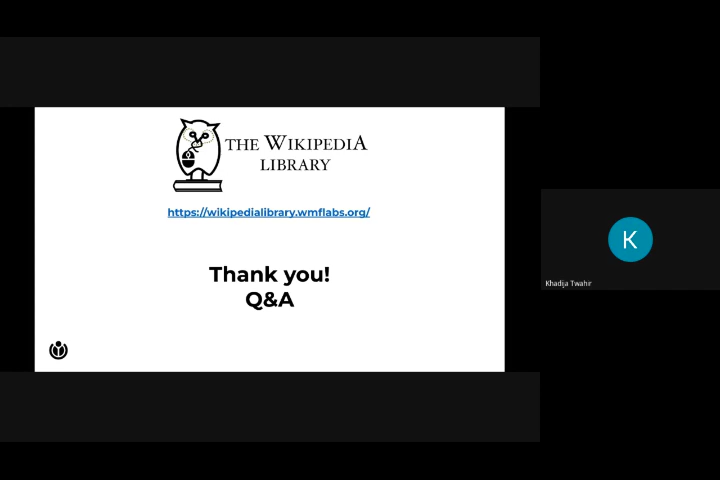 THE WIKIPEDIA
LIBRARY
https://wikipedialibrary.wmflabs.org/
Thank you!
Q&A
K
Khadija Twahir